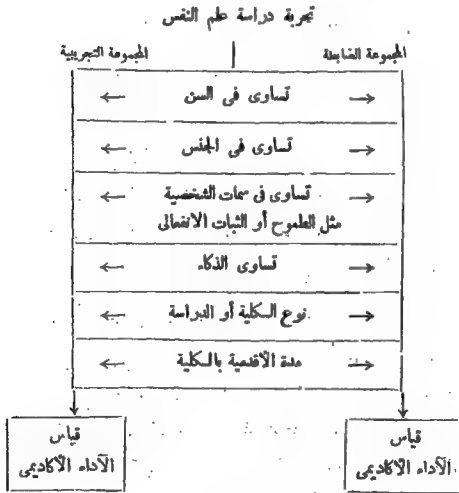 تجربة دراسة علم النفس
المجموعة الضابطة
المجموعة التجريبية
تساوى فى السن
تساوى فى الجنس
تساوى فى سمات الشخصية
مثل الطموح أو الثبات الانفعالى
تساوى الذكاء
نوع الكلية أو الدراسة
مدة الأقدمية بالكلية
قياس
الآداء الأكاديمى
قياس
الآداء الأكاديمى